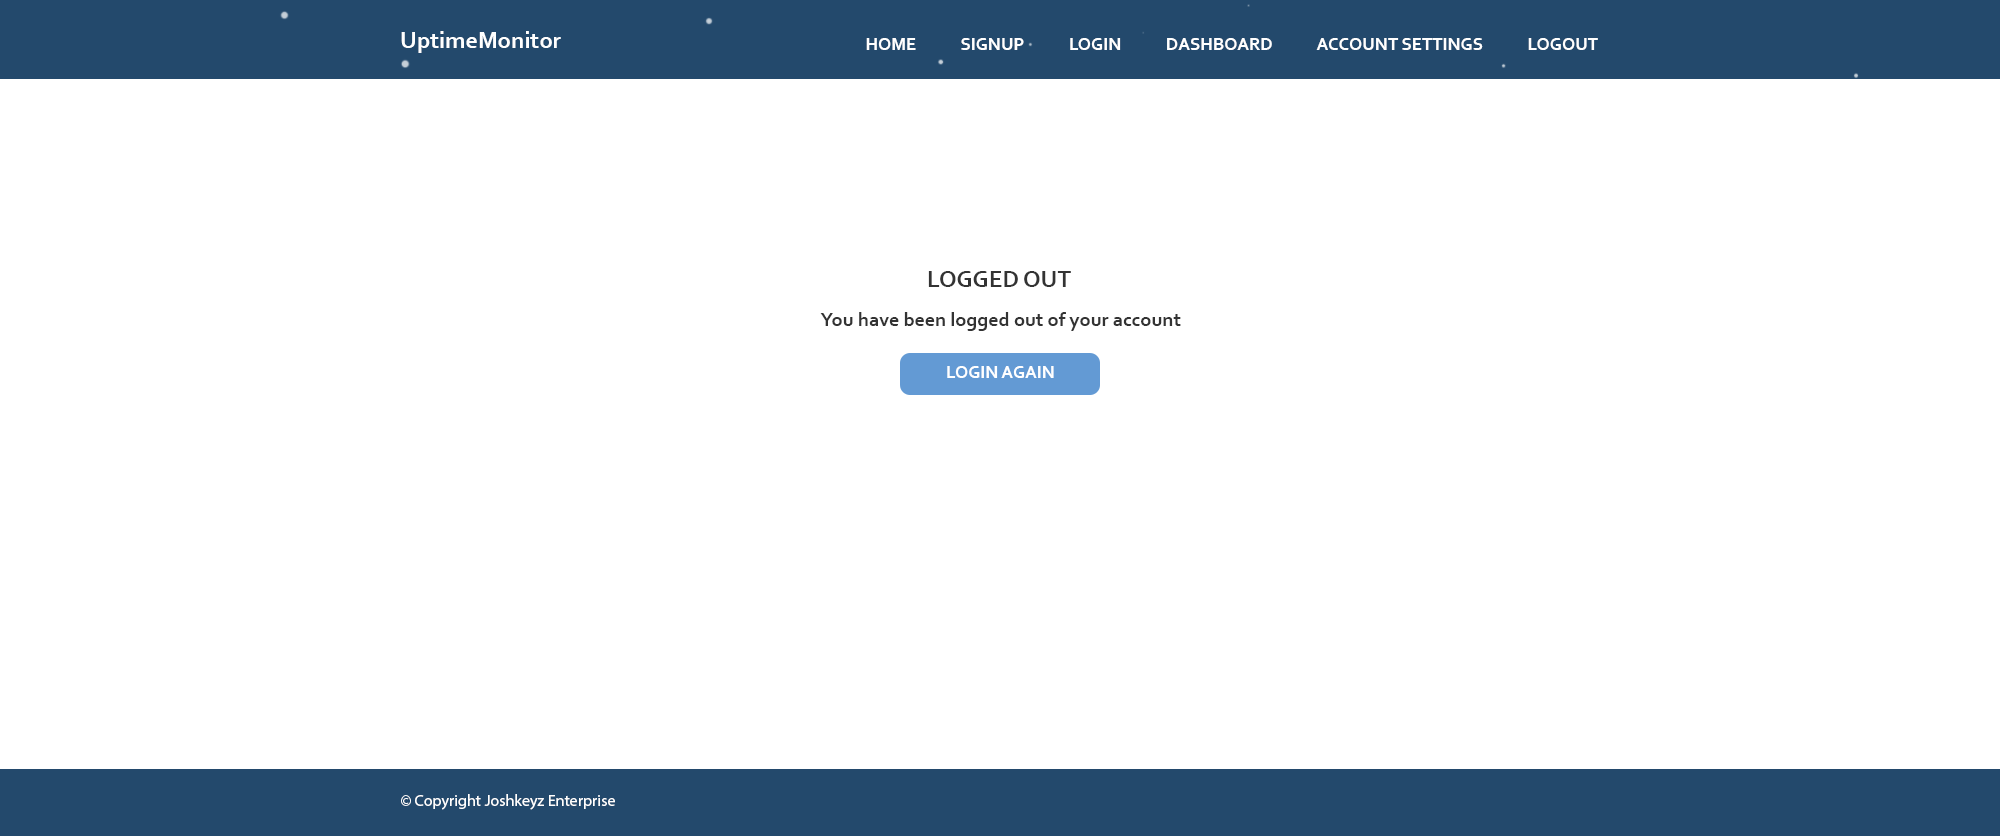 UptimeMonitor
HOME SIGNUP LOGIN DASHBOARD ACCOUNT SETTINGS LOGOUT
LOGGED OUT
You have been logged out of your account
LOGIN AGAIN
© Copyright Joshkeyz Enterprise